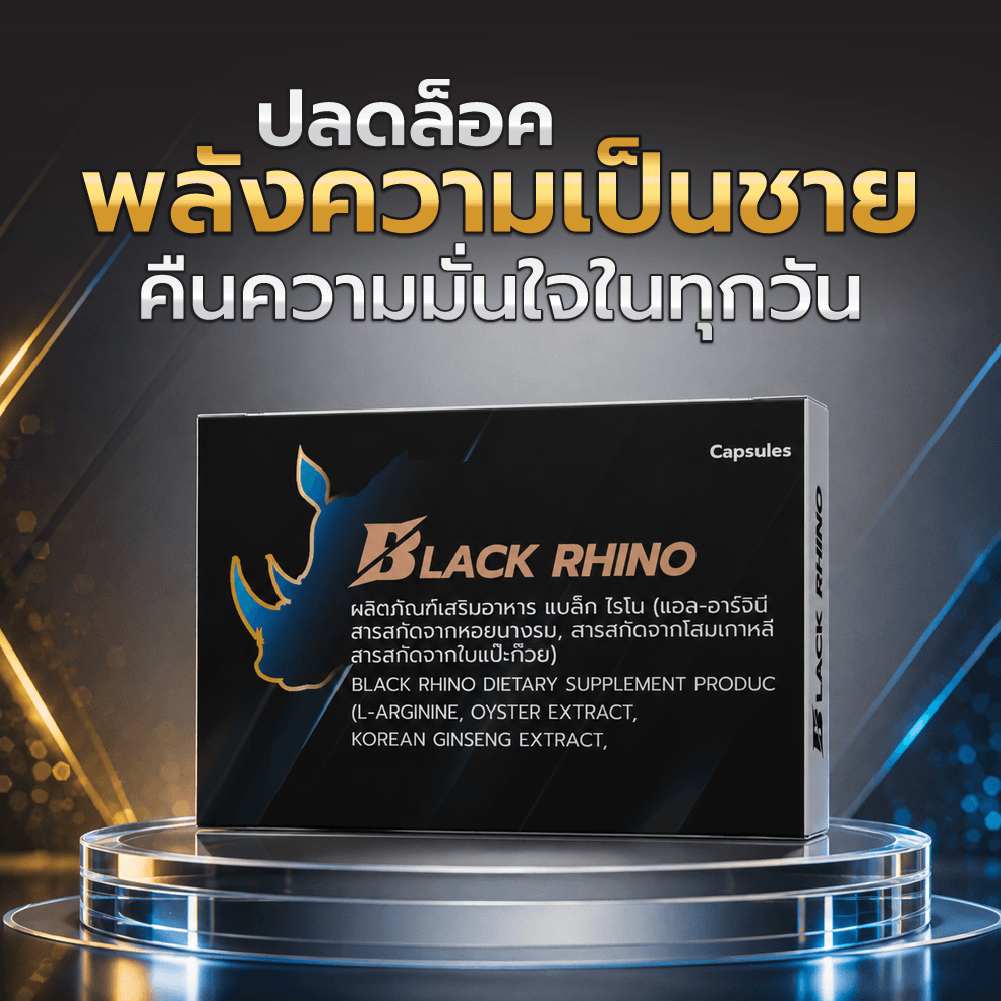 ปลดล็อค
พลังความเป็นชาย
คืนความมั่นใจในทุกวัน
Capsules
BLACK RHINO
ผลิตภัณฑ์เสริมอาหาร แบล็ก ไรโน (แอล-อาร์จินี
สารสกัดจากหอยนางรม, สารสกัดจากโสมเกาหลี
สารสกัดจากใบแป๊ะก๊วย)
BLACK RHINO DIETARY SUPPLEMENT PRODUC
(L-ARGININE, OYSTER EXTRACT,
KOREAN GINSENG EXTRACT,
BLACK RHINO